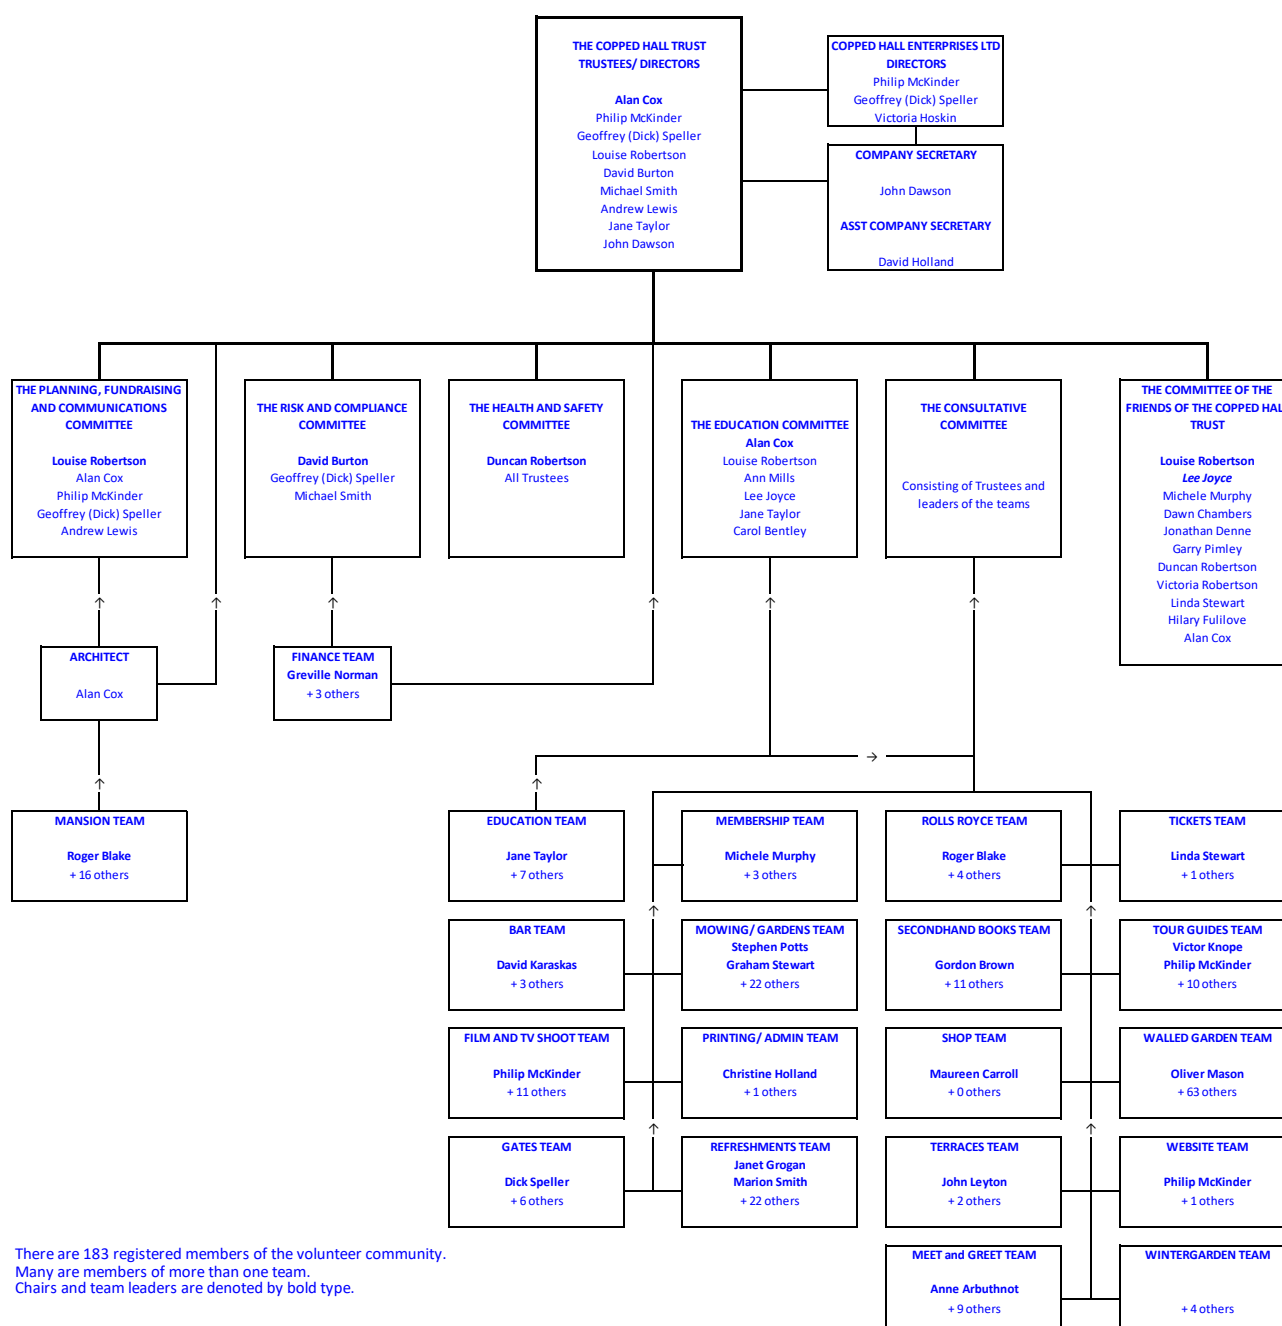 THE COPPED HALL TRUST
TRUSTEES/ DIRECTORS
Alan Cox
Philip McKinder
Geoffrey (Dick) Speller
Louise Robertson
David Burton
Michael Smith
Andrew Lewis
Jane Taylor
John Dawson
COPPED HALL ENTERPRISES LTD
DIRECTORS
Philip McKinder
Geoffrey (Dick) Speller
Victoria Hoskin
COMPANY SECRETARY
John Dawson
ASST COMPANY SECRETARY
David Holland
THE PLANNING, FUNDRAISING
AND COMMUNICATIONS
COMMITTEE
Louise Robertson
Alan Cox
Philip McKinder
Geoffrey (Dick) Speller
Andrew Lewis
THE RISK AND COMPLIANCE
COMMITTEE
David Burton
Geoffrey (Dick) Speller
Michael Smith
THE HEALTH AND SAFETY
COMMITTEE
Duncan Robertson
All Trustees
THE EDUCATION COMMITTEE
Alan Cox
Louise Robertson
Ann Mills
Lee Joyce
Jane Taylor
Carol Bentley
THE CONSULTATIVE
COMMITTEE
Consisting of Trustees and
leaders of the teams
THE COMMITTEE OF THE
FRIENDS OF THE COPPED HAL
TRUST
Louise Robertson
Lee Joyce
Michele Murphy
Dawn Chambers
Jonathan Denne
Garry Pimley
Duncan Robertson
Victoria Robertson
Linda Stewart
Hilary Fulilove
Alan Cox
ARCHITECT
Alan Cox
FINANCE TEAM
Greville Norman
+ 3 others
MANSION TEAM
Roger Blake
+ 16 others
EDUCATION TEAM
Jane Taylor
+ 7 others
MEMBERSHIP TEAM
Michele Murphy
+ 3 others
ROLLS ROYCE TEAM
Roger Blake
+ 4 others
TICKETS TEAM
Linda Stewart
+ 1 others
BAR TEAM
David Karaskas
+ 3 others
MOWING/ GARDENS TEAM
Stephen Potts
Graham Stewart
+ 22 others
SECONDHAND BOOKS TEAM
Gordon Brown
+ 11 others
TOUR GUIDES TEAM
Victor Knope
Philip McKinder
+ 10 others
FILM AND TV SHOOT TEAM
Philip McKinder
+ 11 others
PRINTING/ ADMIN TEAM
Christine Holland
+ 1 others
SHOP TEAM
Maureen Carroll
+ 0 others
WALLED GARDEN TEAM
Oliver Mason
+ 63 others
GATES TEAM
Dick Speller
+ 6 others
REFRESHMENTS TEAM
Janet Grogan
Marion Smith
+ 22 others
TERRACES TEAM
John Leyton
+ 2 others
WEBSITE TEAM
Philip McKinder
+ 1 others
MEET and GREET TEAM
Anne Arbuthnot
+ 9 others
WINTERGARDEN TEAM
+ 4 others
There are 183 registered members of the volunteer community.
Many are members of more than one team.
Chairs and team leaders are denoted by bold type.